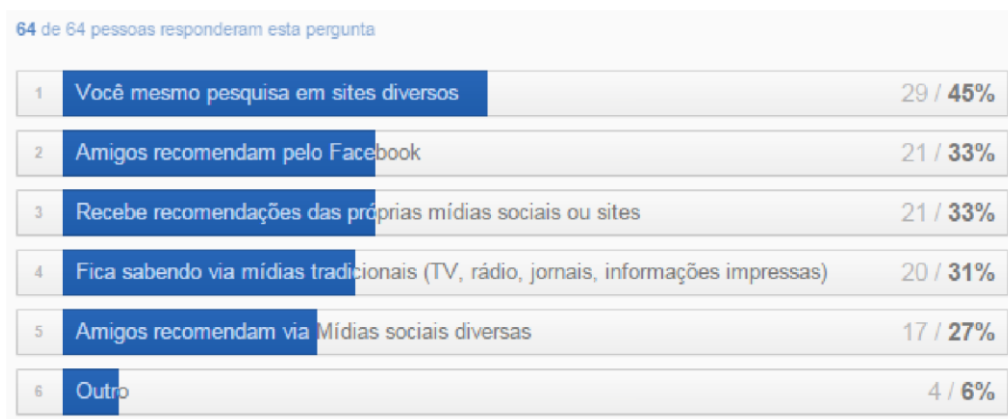 64 de 64 pessoas responderam esta pergunta
1 Você mesmo pesquisa em sites diversos 29 / 45%
2 Amigos recomendam pelo Facebook 21 / 33%
3 Recebe recomendações das próprias mídias sociais ou sites 21 / 33%
4 Fica sabendo via mídias tradicionais (TV, rádio, jornais, informações impressas) 20 / 31%
5 Amigos recomendam via Mídias sociais diversas 17 / 27%
6 Outro 4 / 6%